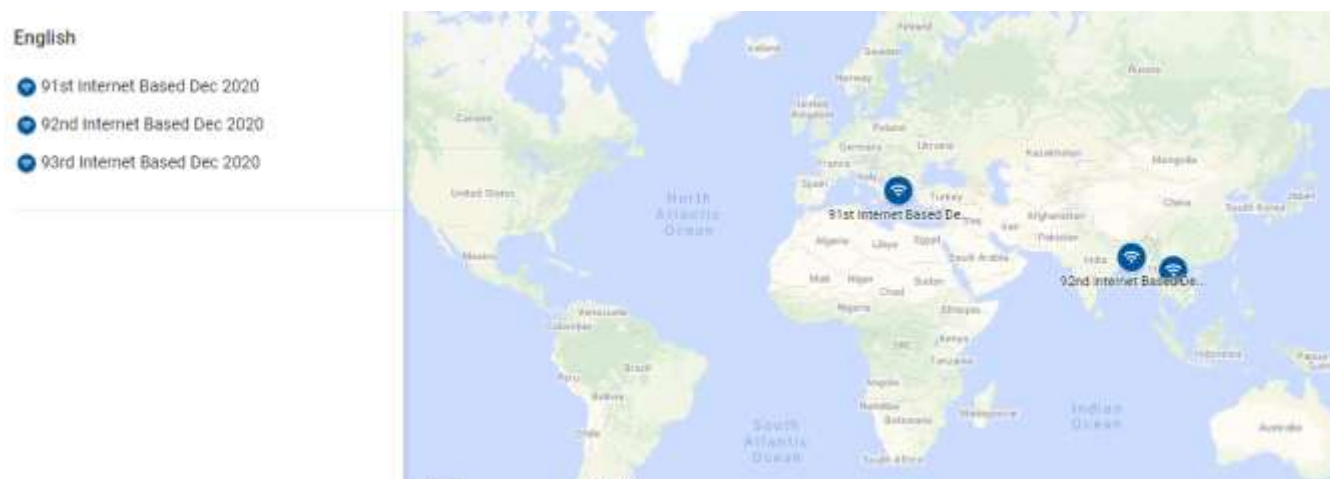 English
91st Internet Based Dec 2020
92nd Internet Based Dec 2020
93rd Internet Based Dec 2020
Finland
Iceland
Sweden
Norway
Russia
United
Kingdom
Canada
Poland
Germany
Ukraine
France
Kazakhstan
Mongolia
Spain
Italy
United States
North
Atlantic
Ocean
Turkey
China
South Korea
Japan
91st Internet Based De...
Iraq
Iran
Afghanistan
Pakistan
Algeria
Libya
Egypt
Saudi Arabia
Mexico
India
Mali
Niger
Chad
Sudan
92nd Internet Based De...
Nigeria
Ethiopia
Venezuela
Colombia
DRC
Kenya
Tanzania
Indonesia
Papua
Brazil
Peru
Bolivia
Angola
Namibia
Botswana
Madagascar
Indian
Ocean
Chile
South
Atlantic
Ocean
South Africa
Australia